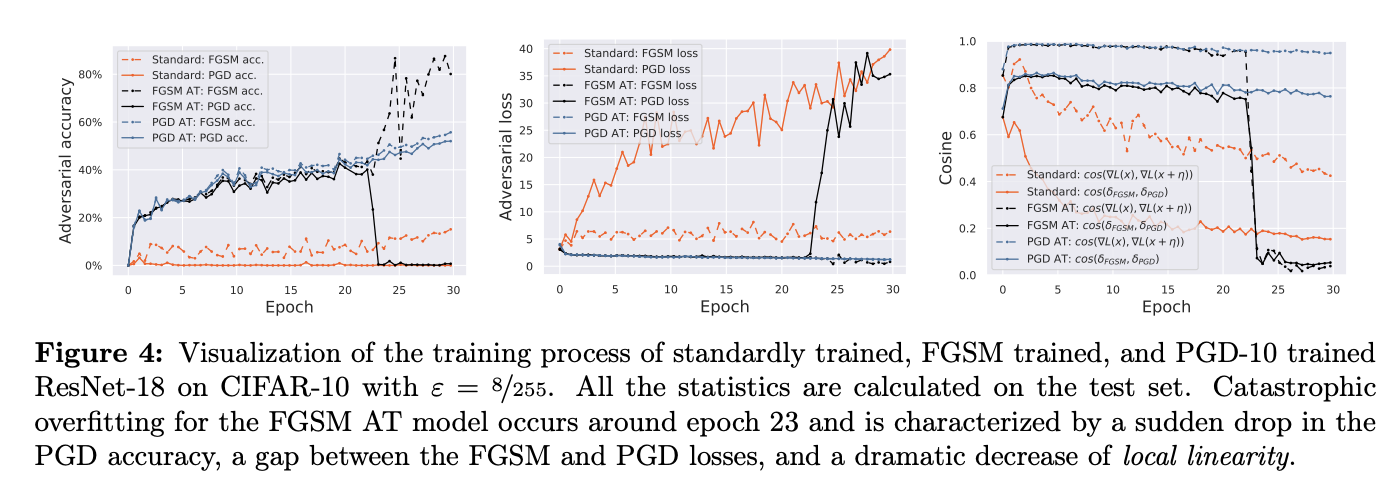 Adversarial accuracy
80%
60%
40%
20%
0%
Standard: FGSM acc.
Standard: PGD acc.
FGSM AT: FGSM acc.
FGSM AT: PGD acc.
PGD AT: FGSM acc.
PGD AT: PGD acc.
0 5 10 15 20 25 30
Epoch
Adversarial loss
40
35
30
25
20
15
10
5
0
Standard: FGSM loss
Standard: PGD loss
FGSM AT: FGSM loss
FGSM AT: PGD loss
PGD AT: FGSM loss
PGD AT: PGD loss
0 5 10 15 20 25 30
Epoch
Cosine
1.0
0.8
0.6
0.4
0.2
0.0
Standard: cos(∇L(x), ∇L(x + η))
Standard: cos(δ_FGSM, δ_PGD)
FGSM AT: cos(∇L(x), ∇L(x + η))
FGSM AT: cos(δ_FGSM, δ_PGD)
PGD AT: cos(∇L(x), ∇L(x + η))
PGD AT: cos(δ_FGSM, δ_PGD)
0 5 10 15 20 25 30
Epoch
Figure 4: Visualization of the training process of standardly trained, FGSM trained, and PGD-10 trained
ResNet-18 on CIFAR-10 with ε = 8/255. All the statistics are calculated on the test set. Catastrophic
overfitting for the FGSM AT model occurs around epoch 23 and is characterized by a sudden drop in the
PGD accuracy, a gap between the FGSM and PGD losses, and a dramatic decrease of local linearity.